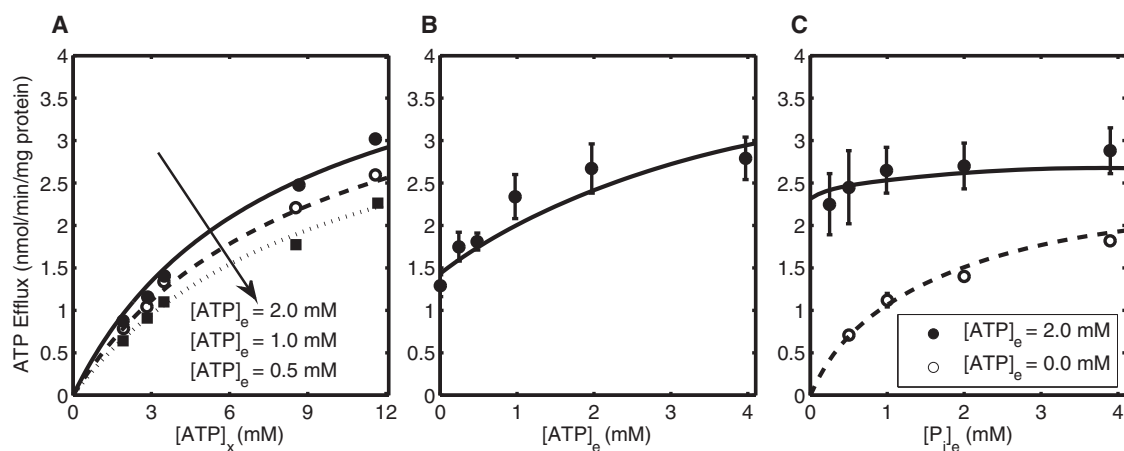 A
B
C
ATP Efflux (nmol/min/mg protein)
4
3.5
3
2.5
2
1.5
1
0.5
0
[ATP]e = 2.0 mM
[ATP]e = 1.0 mM
[ATP]e = 0.5 mM
0 3 6 9 12
[ATP]x (mM)
4
3.5
3
2.5
2
1.5
1
0.5
0
0 1 2 3 4
[ATP]e (mM)
4
3.5
3
2.5
2
1.5
1
0.5
0
[ATP]e = 2.0 mM
[ATP]e = 0.0 mM
0 1 2 3 4
[Pi]e (mM)